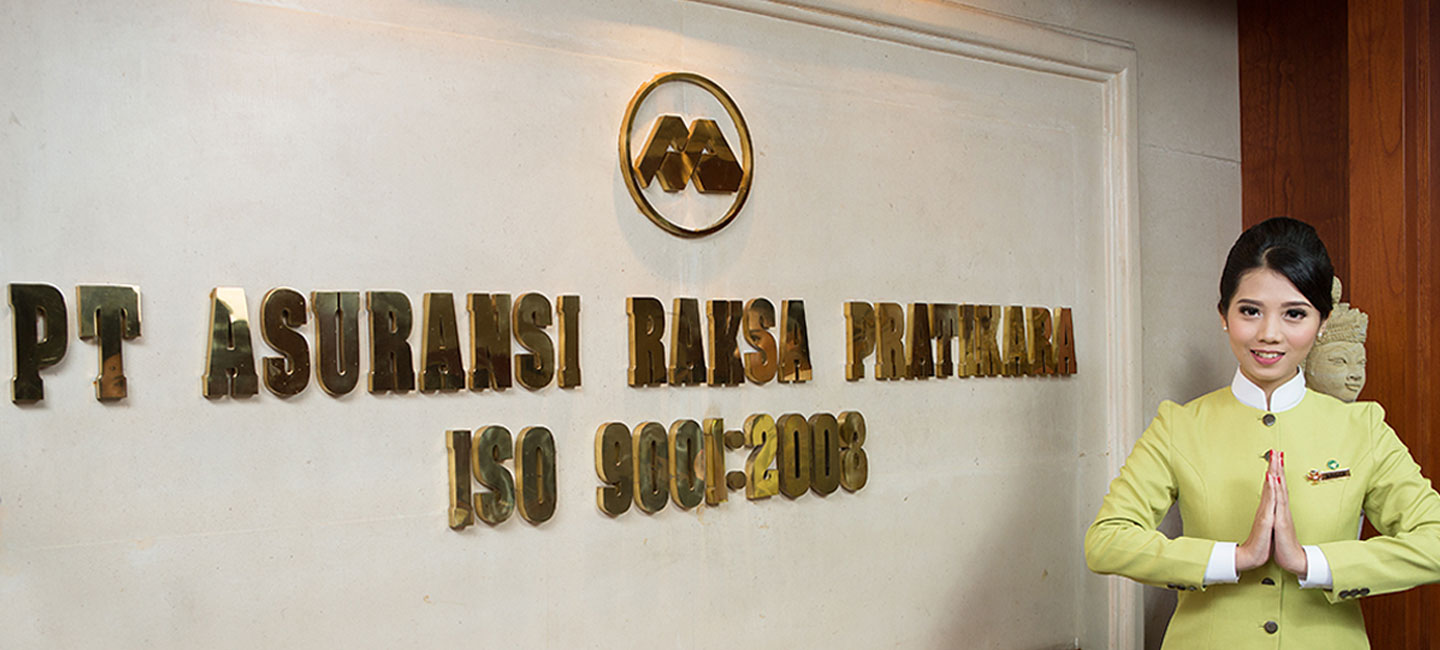 PT ASURANSI RAKSA PRATIKARA
ISO 9001:2008